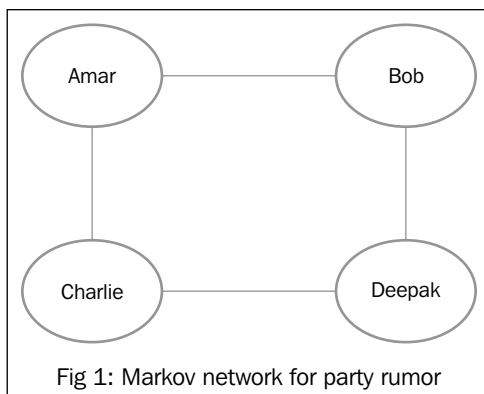 Amar
Bob
Charlie
Deepak
Fig 1: Markov network for party rumor